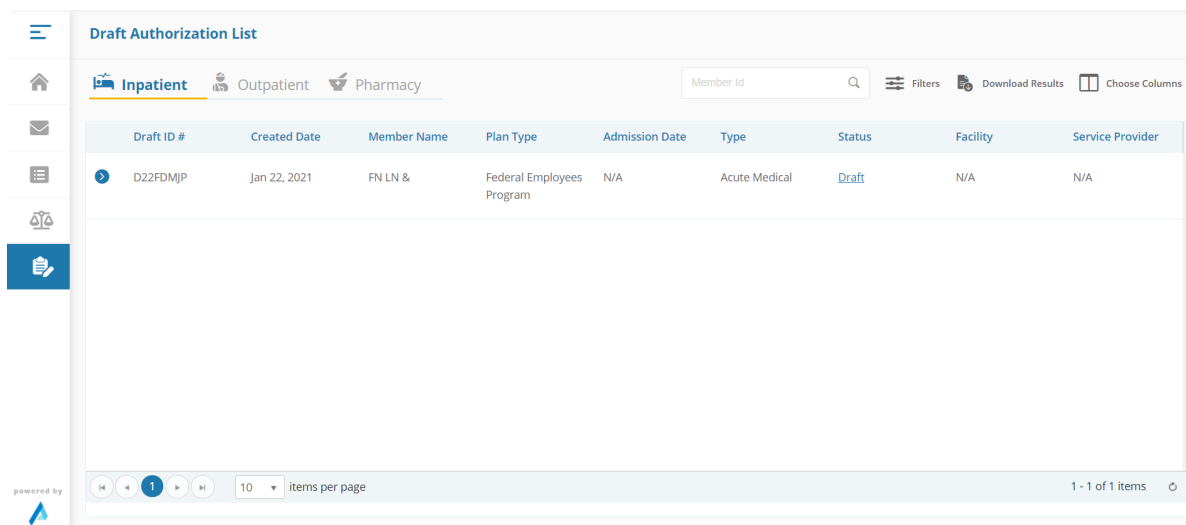 Draft Authorization List
Inpatient Outpatient Pharmacy Member Id Filters Download Results Choose Columns
Draft ID # Created Date Member Name Plan Type Admission Date Type Status Facility Service Provider
D22FDMJP Jan 22, 2021 FN LN & Federal Employees N/A Acute Medical Draft N/A N/A
Program
1 10 items per page 1 - 1 of 1 items
powered by